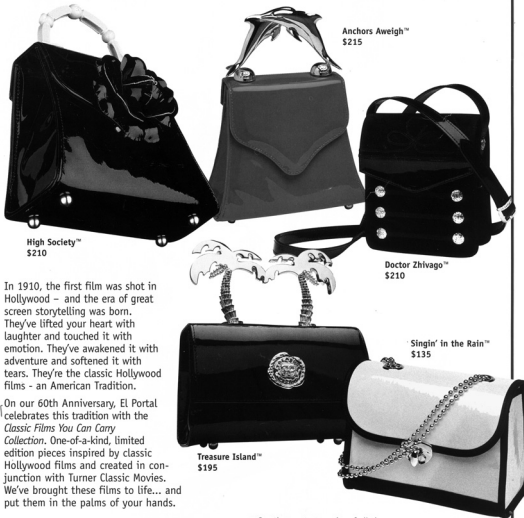 Anchors Aweigh™
$215
High Society™
$210
Doctor Zhivago™
$210
In 1910, the first film was shot in
Hollywood – and the era of great
screen storytelling was born.
They've lifted your heart with
laughter and touched it with
emotion. They've awakened it with
adventure and softened it with
tears. They're the classic Hollywood
films - an American Tradition.
On our 60th Anniversary, El Portal
celebrates this tradition with the
Classic Films You Can Carry
Collection. One-of-a-kind, limited
edition pieces inspired by classic
Hollywood films and created in con-
junction with Turner Classic Movies.
We've brought these films to life... and
put them in the palms of your hands.
Singin' in the Rain™
$135
Treasure Island™
$195